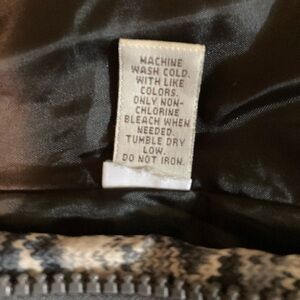 MACHINE
WASH COLD.
WITH LIKE
COLORS.
ONLY NON-
CHLORINE
BLEACH WHEN
NEEDED.
TUMBLE DRY
LOW.
DO NOT IRON.